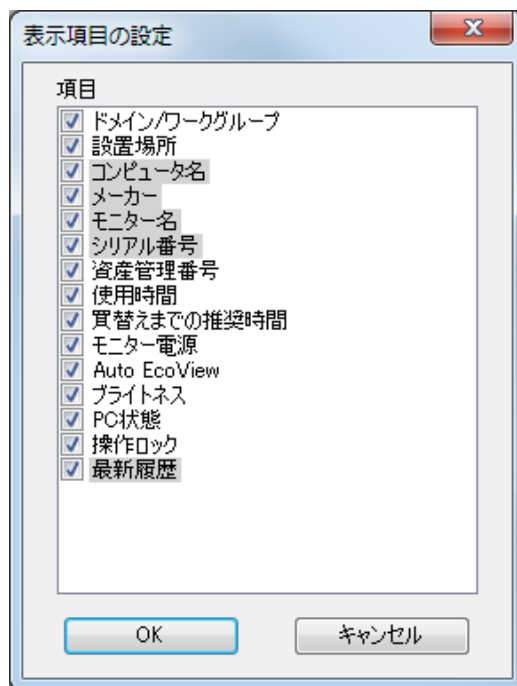 表示項目の設定
項目
ドメイン/ワークグループ
設置場所
コンピュータ名
メーカー
モニター名
シリアル番号
資産管理番号
使用時間
買替えまでの推奨時間
モニター電源
Auto EcoView
ブライトネス
PC状態
操作ロック
最新履歴
OK
キャンセル